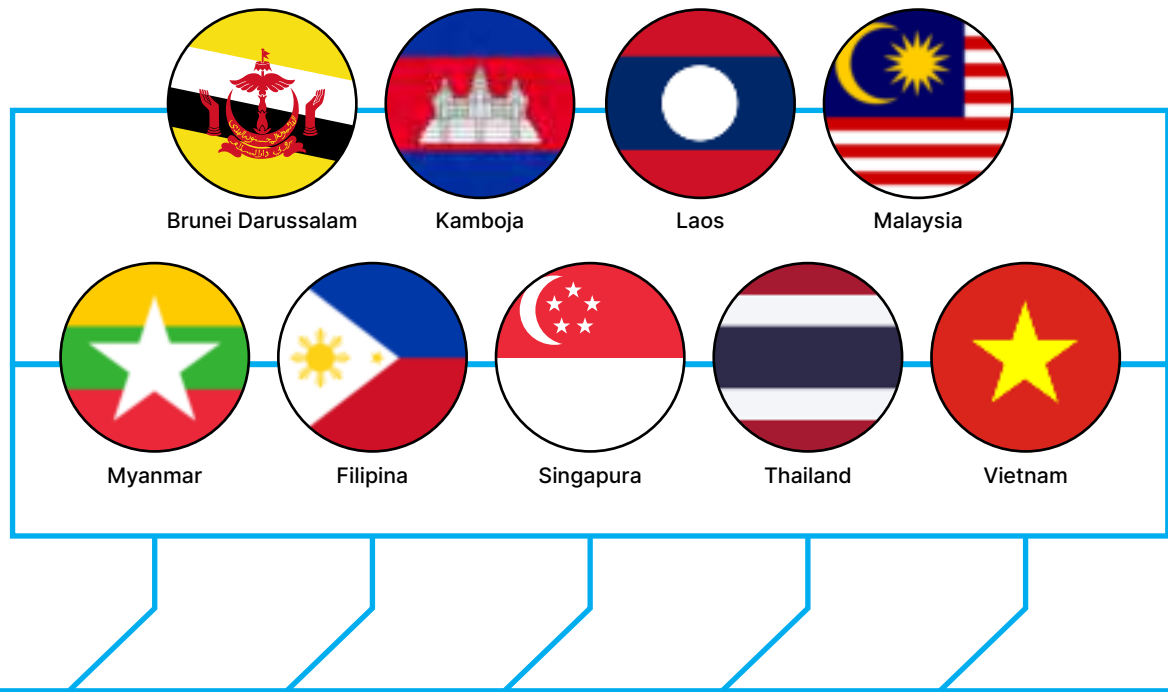 Brunei Darussalam
Kamboja
Laos
Malaysia
Myanmar
Filipina
Singapura
Thailand
Vietnam